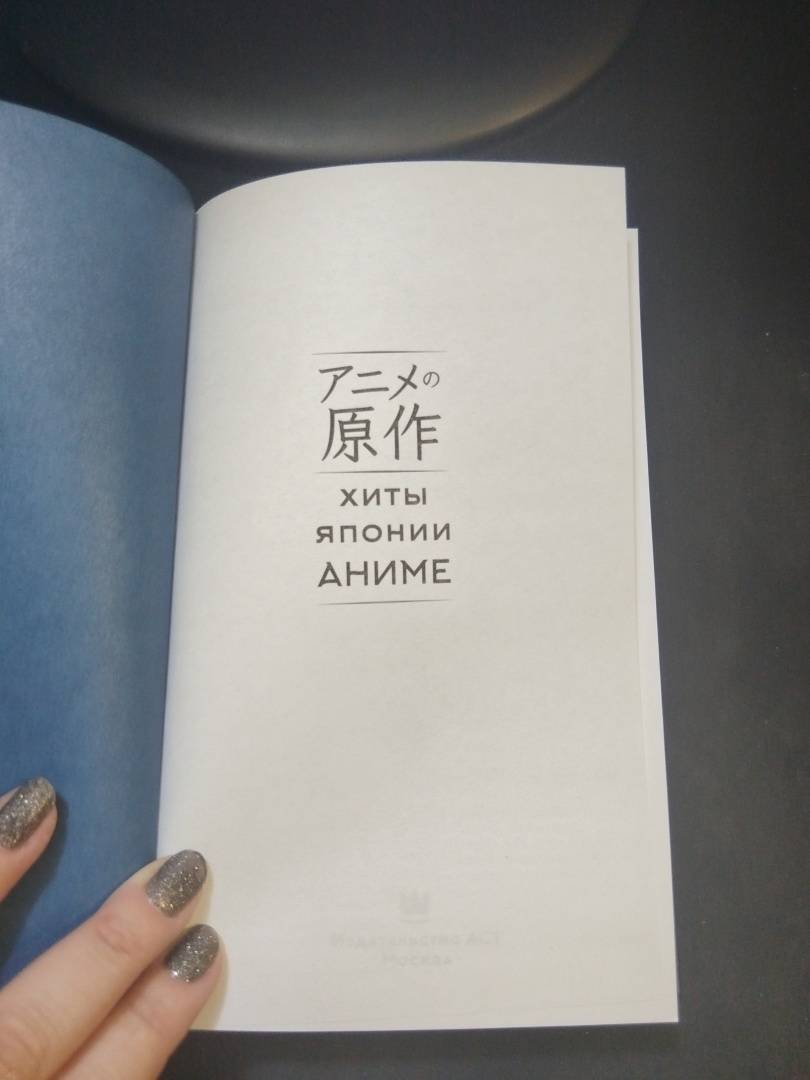 アニメの
原作
ХИТЫ
ЯПОНИИ
АНИМЕ
Издательство АСТ
Москва